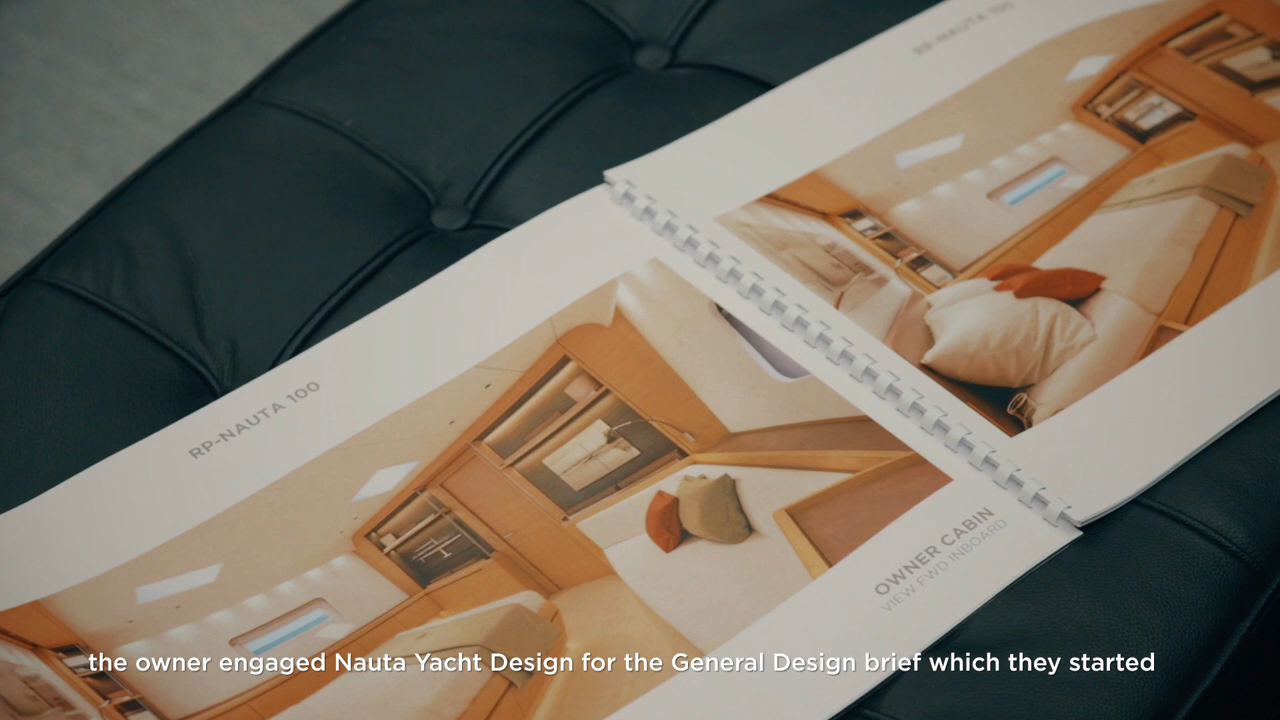 RP-NAUTA 100
RP-NAUTA 100
OWNER CABIN
VIEW FWD INBOARD
the owner engaged Nauta Yacht Design for the General Design brief which they started